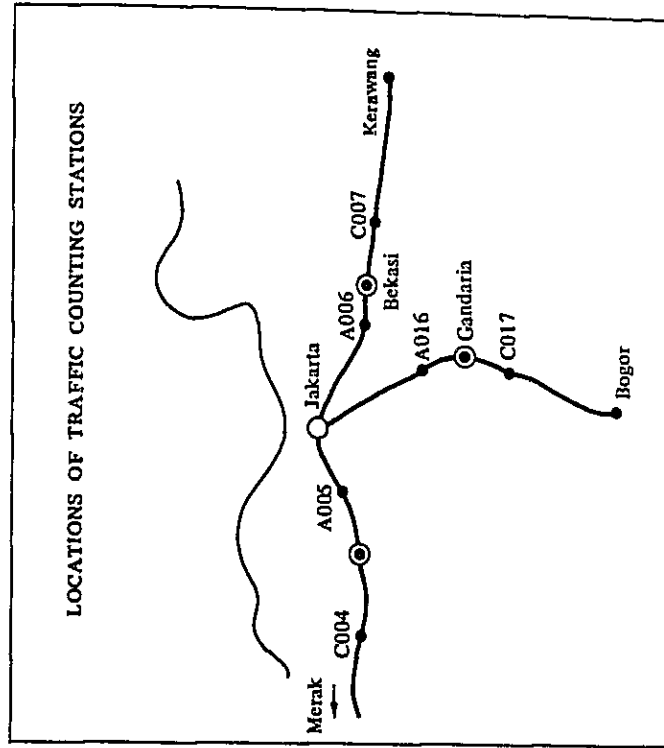 LOCATIONS OF TRAFFIC COUNTING STATIONS
Merak
C004
A005
Jakarta
A006
Bekasi
C007
Kerawang
A016
Gandaria
C017
Bogor